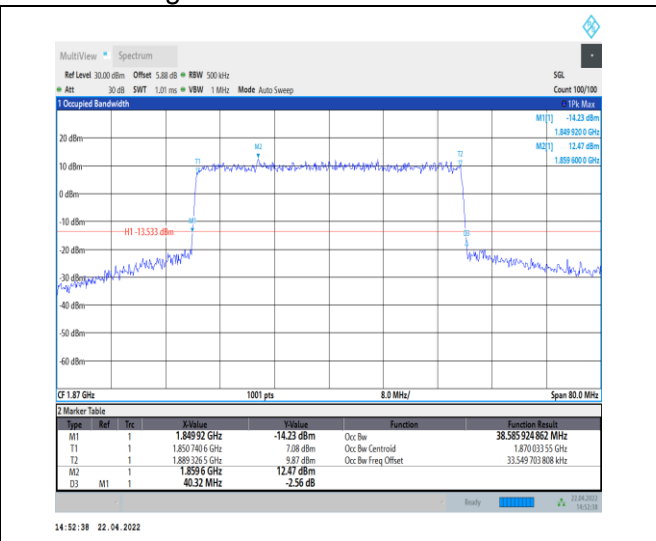 MultiView Spectrum
Ref Level 30.00 dBm Offset 5.88 dB RBW 500 kHz SGL
Att 30 dB SWT 1.01 ms VBW 1 MHz Mode Auto Sweep Count 100/100
1 Occupied Bandwidth 1Pk Max
M1[1] -14.23 dBm
1.849 920 0 GHz
M2[1] 12.47 dBm
1.859 600 0 GHz
20 dBm
M2
T1
T2
10 dBm
0 dBm
-10 dBm
M1
H1 -13.533 dBm
D3
-20 dBm
-30 dBm
-40 dBm
-50 dBm
-60 dBm
CF 1.87 GHz 1001 pts 8.0 MHz/ Span 80.0 MHz
2 Marker Table
Type Ref Trc X-Value Y-Value Function Function Result
M1 1 1.849 92 GHz -14.23 dBm Occ Bw 38.585 924 862 MHz
T1 1 1.850 740 6 GHz 7.08 dBm Occ Bw Centroid 1.870 033 55 GHz
T2 1 1.889 326 5 GHz 9.87 dBm Occ Bw Freq Offset 33.549 703 808 kHz
M2 1 1.859 6 GHz 12.47 dBm
D3 M1 1 40.32 MHz -2.56 dB
Ready 22.04.2022
14:52:38
14:52:38 22.04.2022